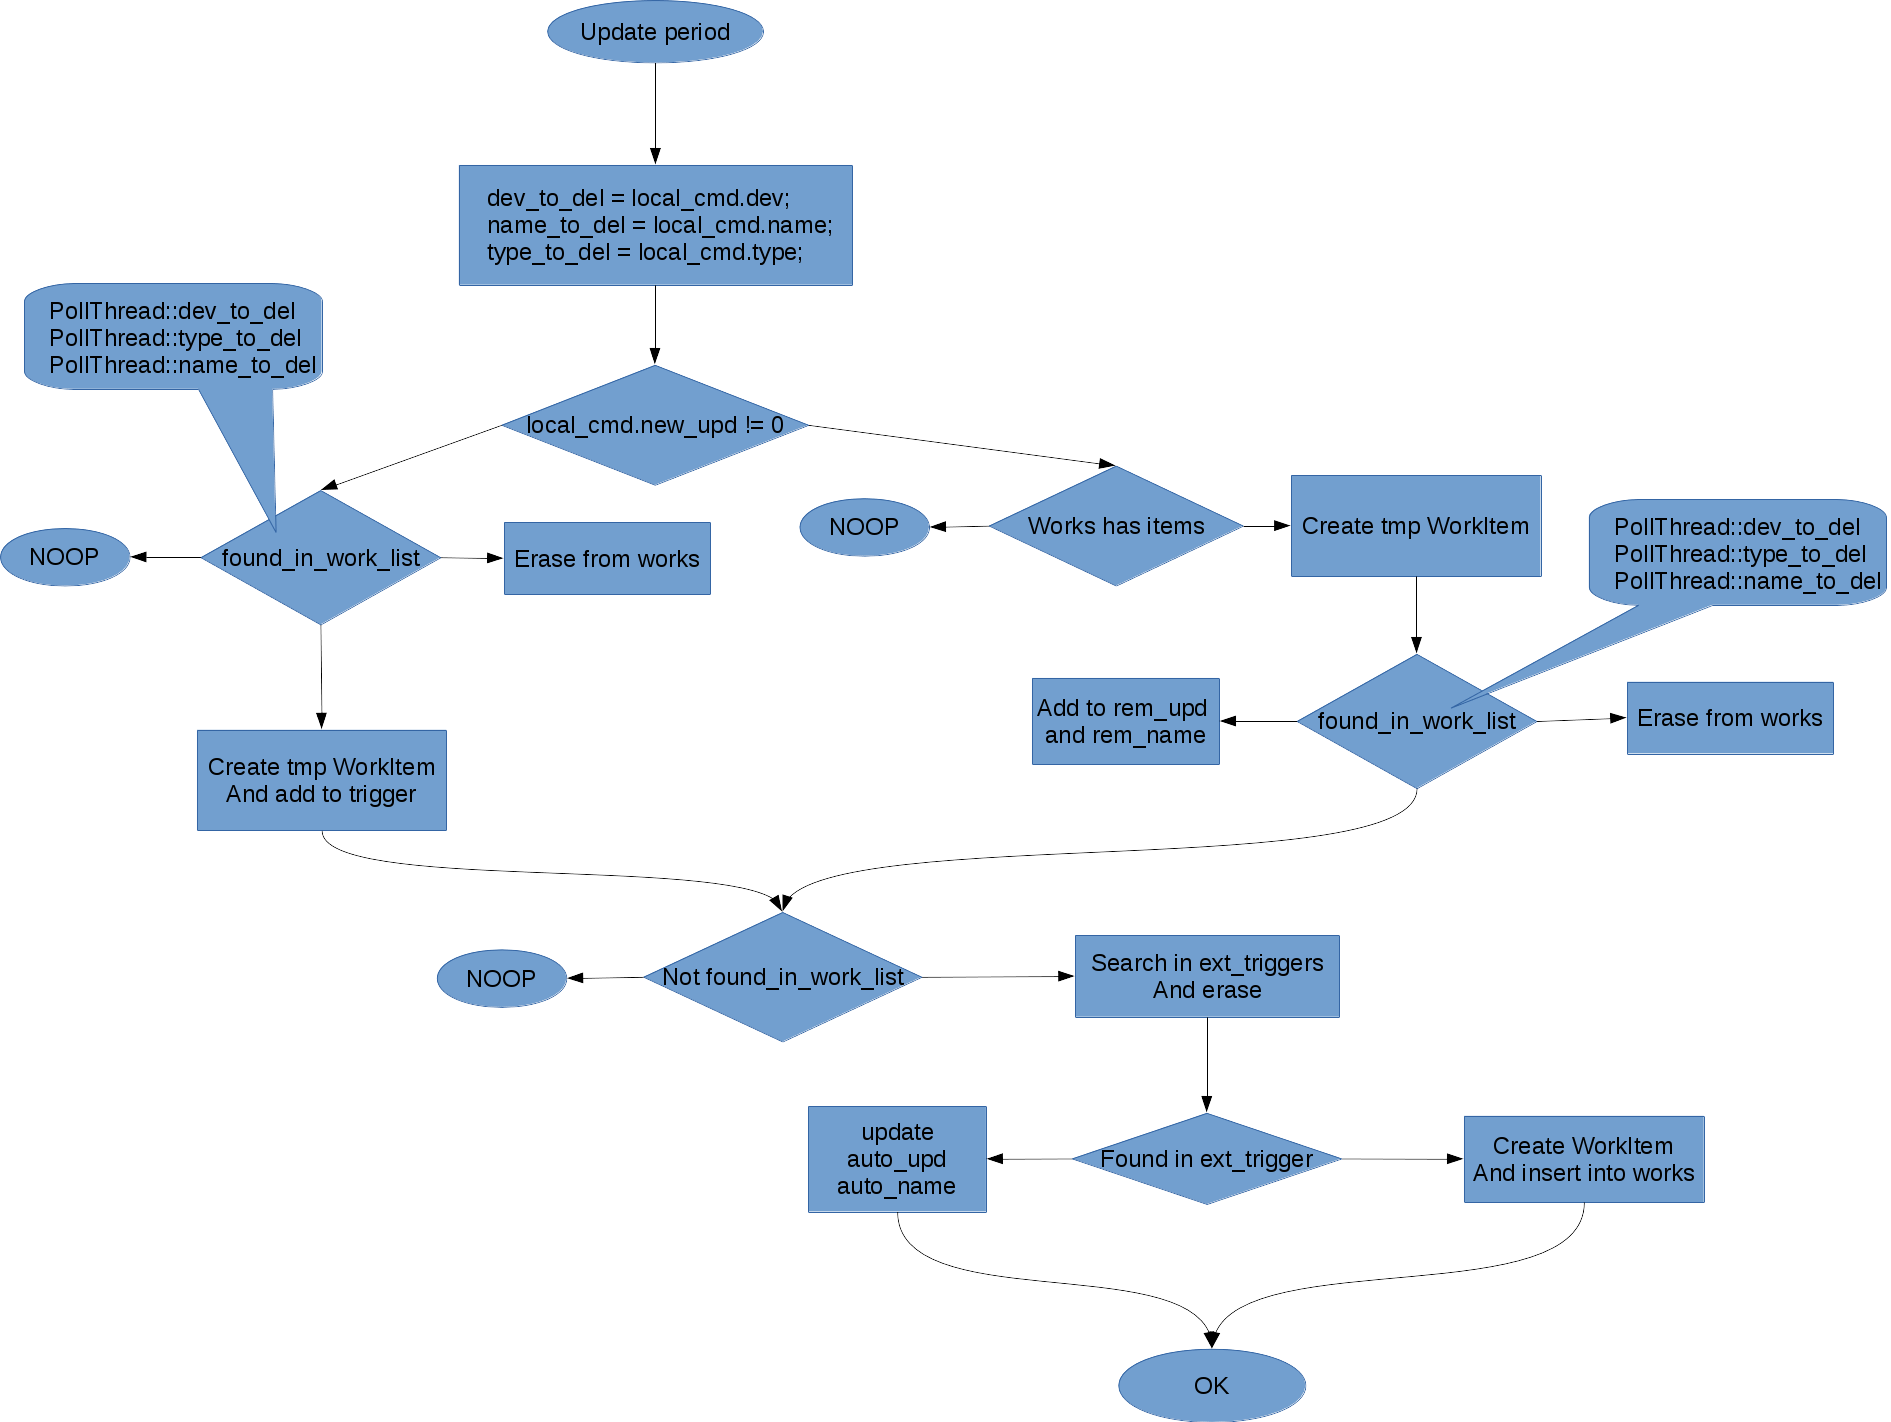 Update period
dev_to_del = local_cmd.dev;
name_to_del = local_cmd.name;
type_to_del = local_cmd.type;
PollThread::dev_to_del
PollThread::type_to_del
PollThread::name_to_del
local_cmd.new_upd != 0
NOOP
found_in_work_list
Erase from works
NOOP
Works has items
Create tmp WorkItem
PollThread::dev_to_del
PollThread::type_to_del
PollThread::name_to_del
Add to rem_upd
and rem_name
found_in_work_list
Erase from works
Create tmp WorkItem
And add to trigger
NOOP
Not found_in_work_list
Search in ext_triggers
And erase
update
auto_upd
auto_name
Found in ext_trigger
Create WorkItem
And insert into works
OK